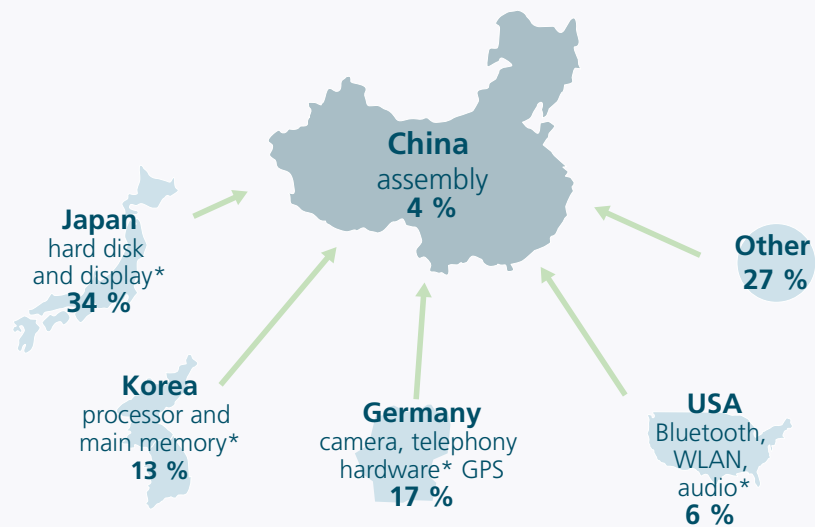 China
assembly
4 %
Japan
hard disk
and display*
34 %
Other
27 %
Korea
processor and
main memory*
13 %
Germany
camera, telephony
hardware* GPS
17 %
USA
Bluetooth,
WLAN,
audio*
6 %